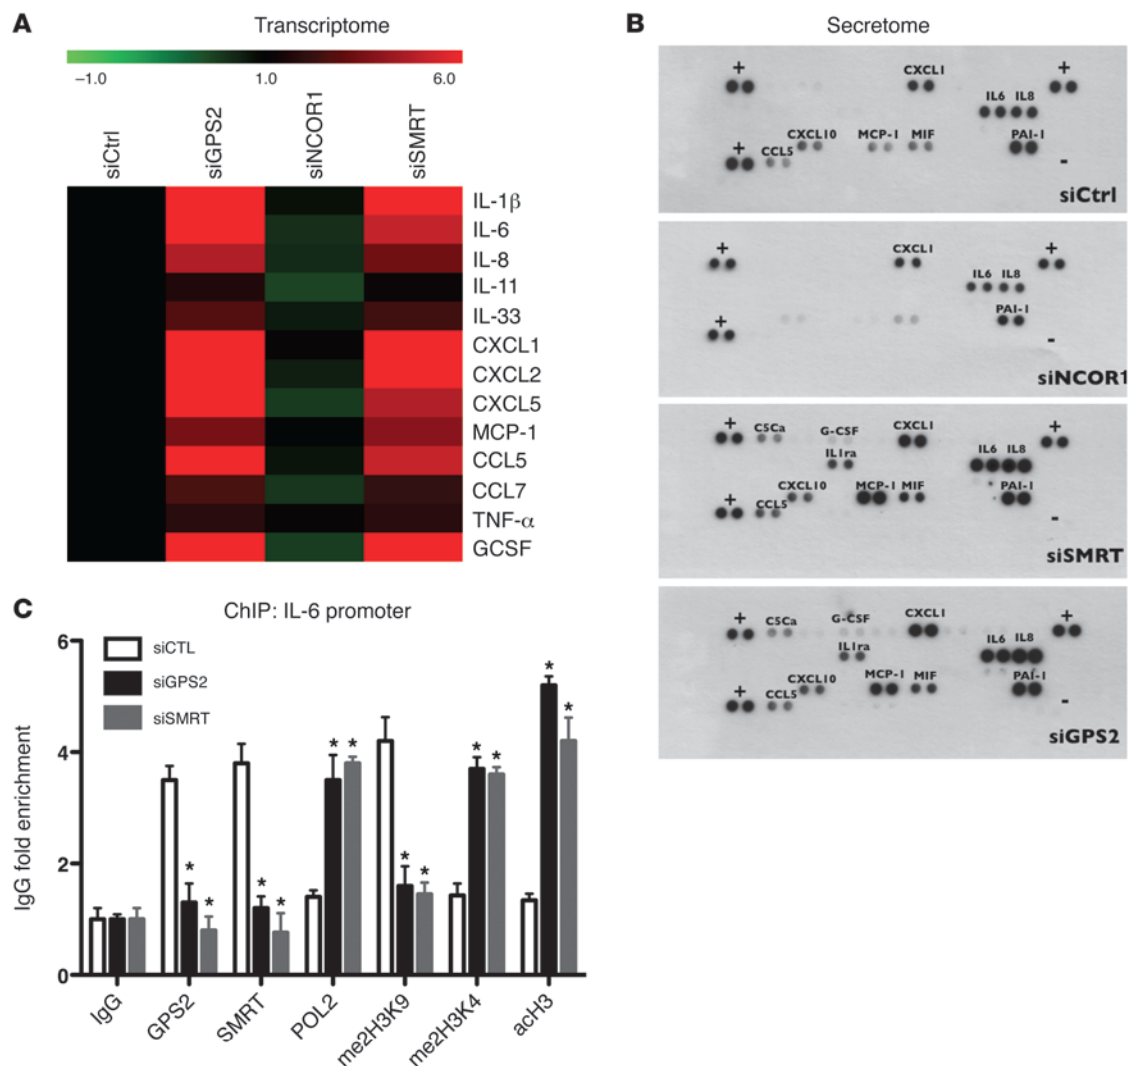 A
Transcriptome
−1.0 1.0 6.0
siCtrl siGPS2 siNCOR1 siSMRT
IL-1β
IL-6
IL-8
IL-11
IL-33
CXCL1
CXCL2
CXCL5
MCP-1
CCL5
CCL7
TNF-α
GCSF
B
Secretome
+ CXCL1 +
IL6 IL8
+ CCL5 CXCL10 MCP-1 MIF PAI-1 -
siCtrl
+ CXCL1 +
IL6 IL8
+ PAI-1 -
siNCOR1
+ C5Ca G-CSF CXCL1 +
IL1ra IL6 IL8
+ CCL5 CXCL10 MCP-1 MIF PAI-1 -
siSMRT
+ C5Ca G-CSF CXCL1 +
IL1ra IL6 IL8
+ CCL5 CXCL10 MCP-1 MIF PAI-1 -
siGPS2
C
ChIP: IL-6 promoter
IgG fold enrichment
6
4
2
0
siCTL
siGPS2
siSMRT
* * * * * * * * * * * *
IgG GPS2 SMRT POL2 me2H3K9 me2H3K4 acH3